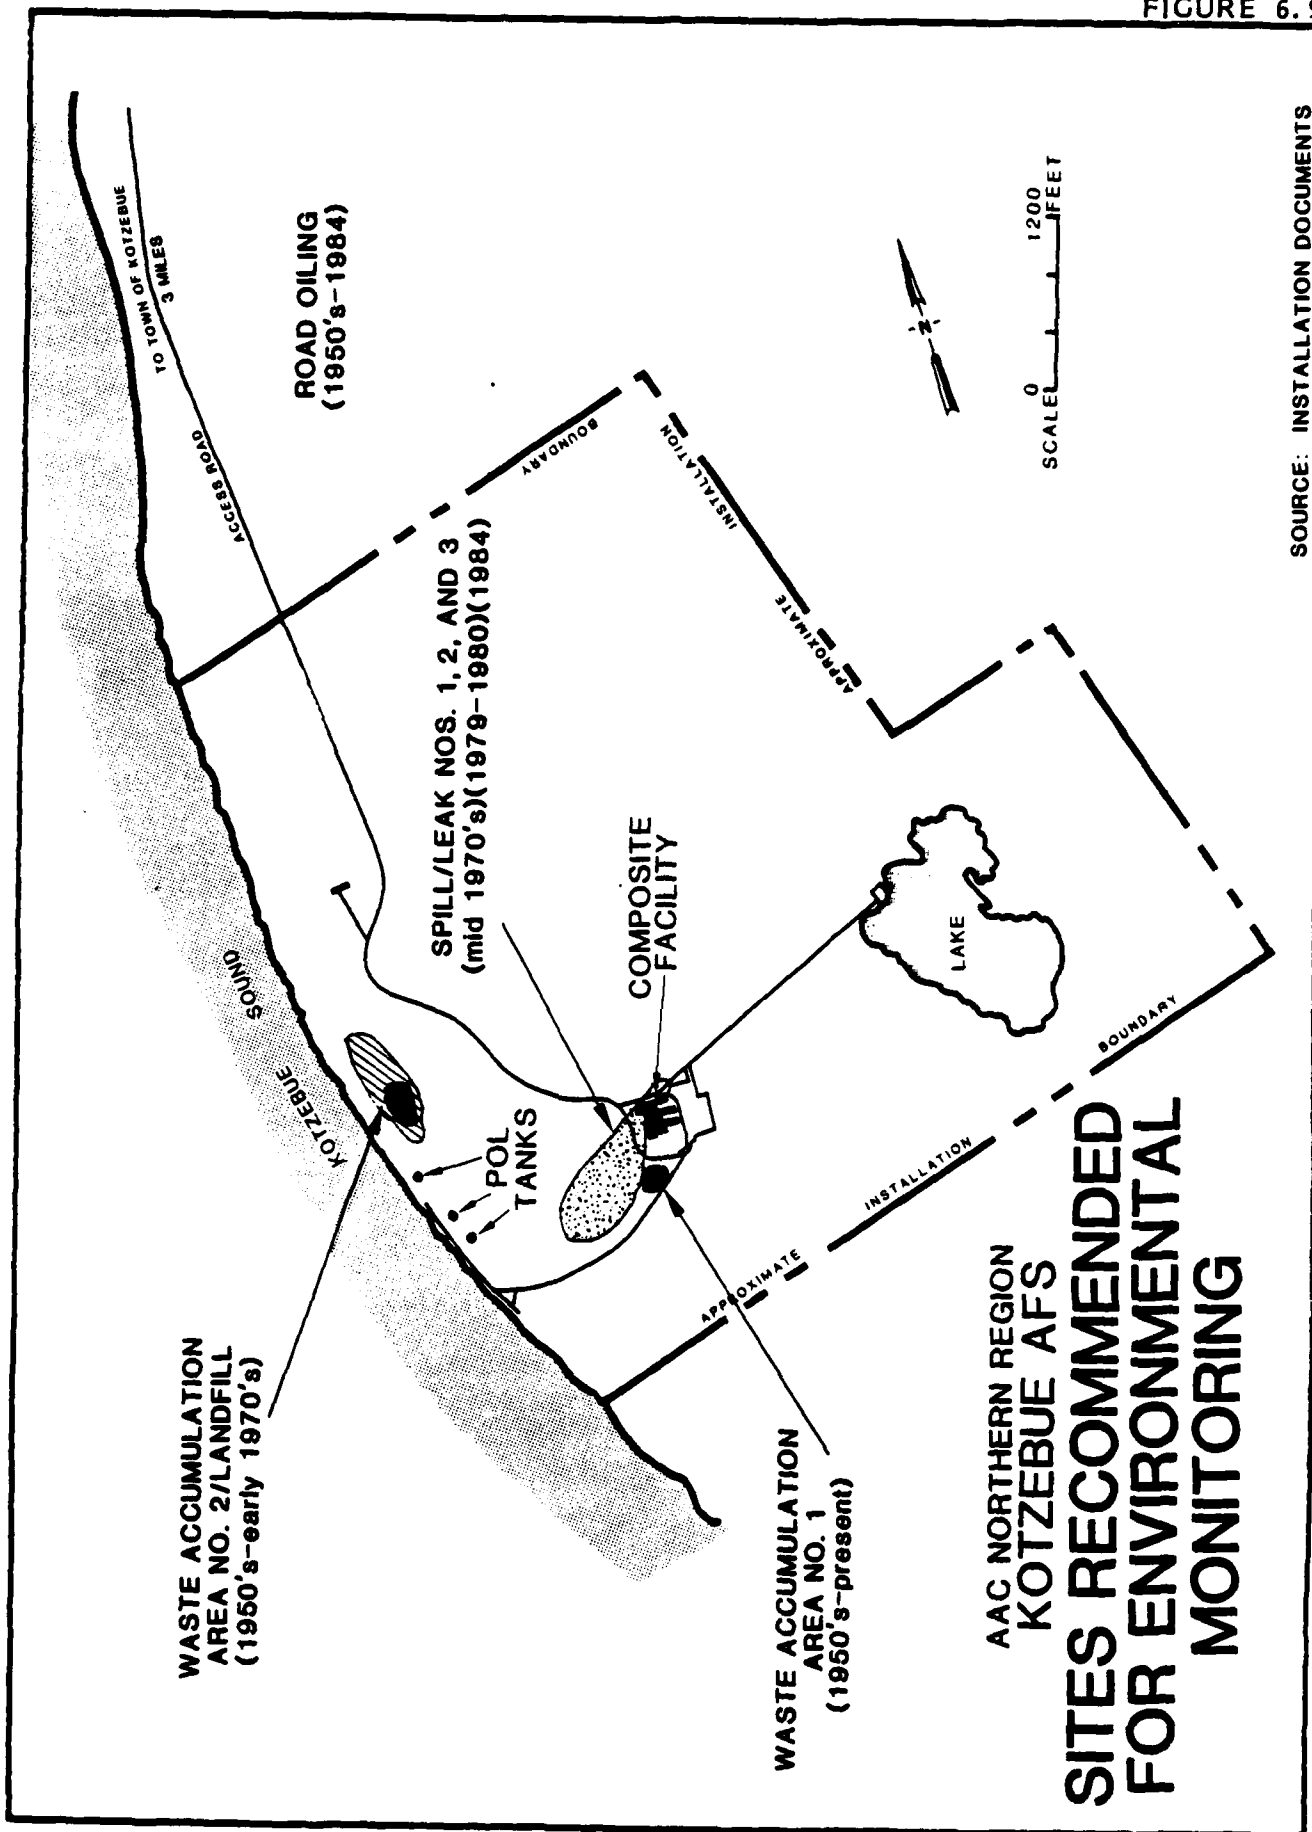 FIGURE 6.
TO TOWN OF KOTZEBUE
3 MILES
ACCESS ROAD
ROAD OILING
(1950's-1984)
BOUNDARY
INSTALLATION
APPROXIMATE
KOTZEBUE SOUND
SPILL/LEAK NOS. 1, 2, AND 3
(mid 1970's)(1979-1980)(1984)
COMPOSITE
FACILITY
POL
TANKS
LAKE
N
0 1200
SCALE FEET
WASTE ACCUMULATION
AREA NO. 2/LANDFILL
(1950's-early 1970's)
WASTE ACCUMULATION
AREA NO. 1
(1950's-present)
APPROXIMATE
INSTALLATION
BOUNDARY
AAC NORTHERN REGION
KOTZEBUE AFS
SITES RECOMMENDED
FOR ENVIRONMENTAL
MONITORING
SOURCE: INSTALLATION DOCUMENTS